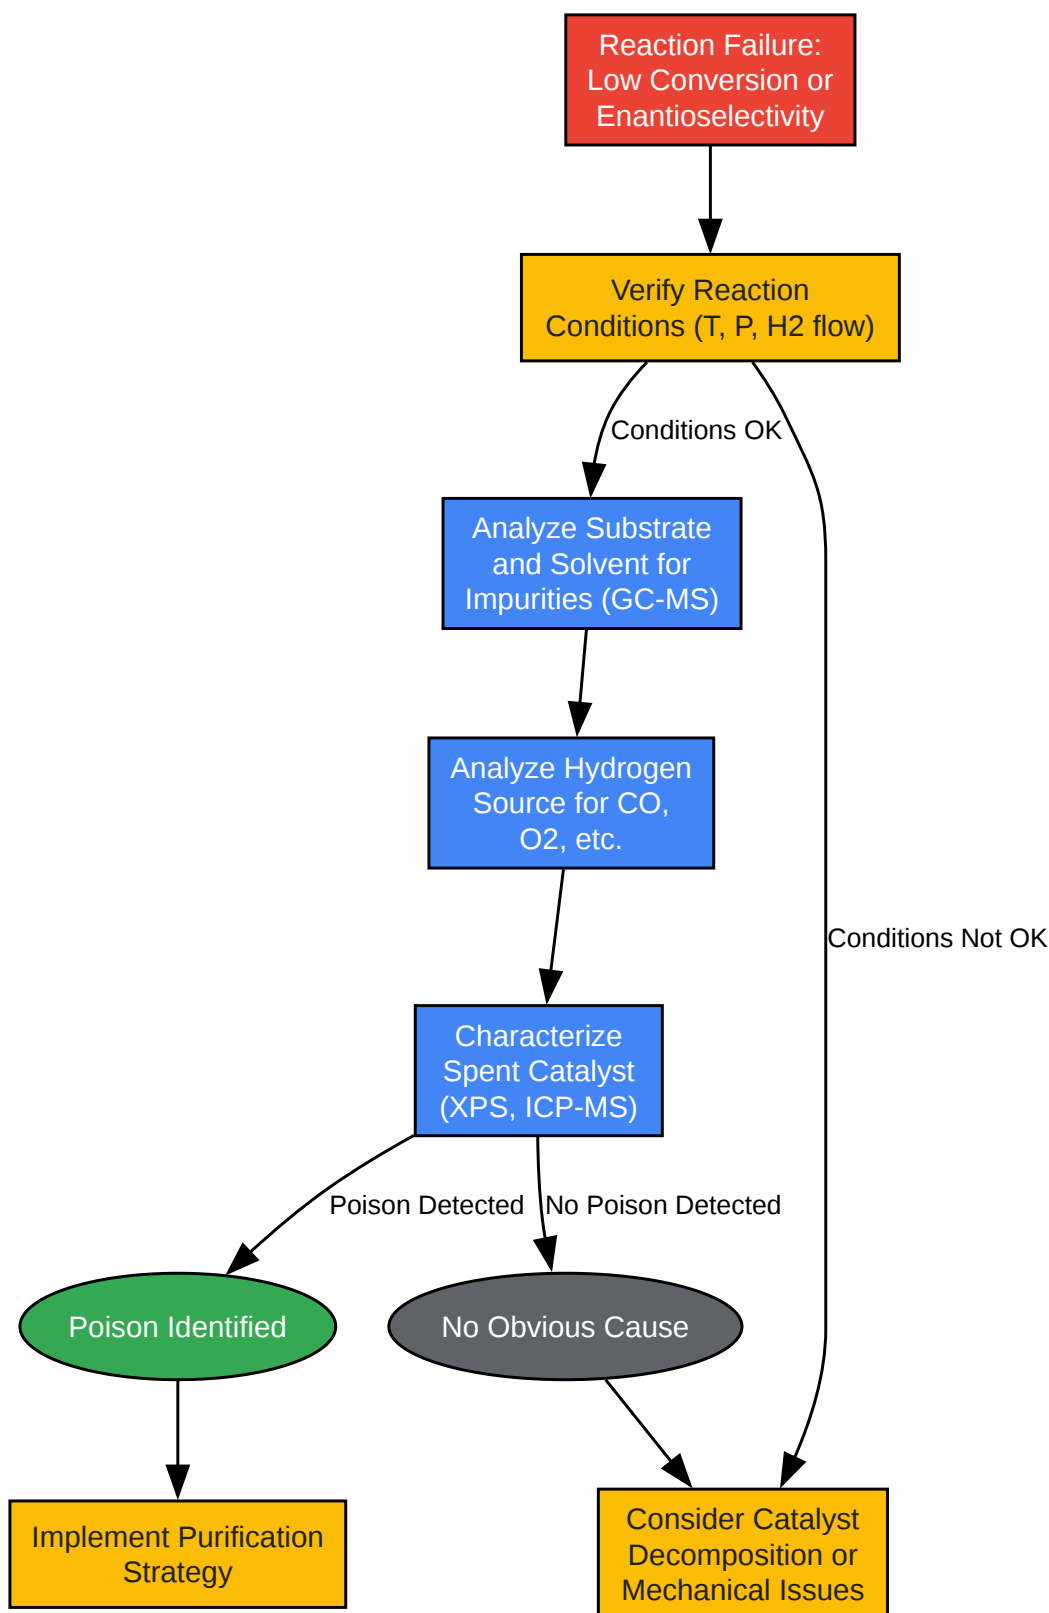 Reaction Failure:
Low Conversion or
Enantioselectivity
Verify Reaction
Conditions (T, P, H2 flow)
Conditions OK
Analyze Substrate
and Solvent for
Impurities (GC-MS)
Analyze Hydrogen
Source for CO,
O2, etc.
Conditions Not OK
Characterize
Spent Catalyst
(XPS, ICP-MS)
Poison Detected
No Poison Detected
Poison Identified
No Obvious Cause
Implement Purification
Strategy
Consider Catalyst
Decomposition or
Mechanical Issues